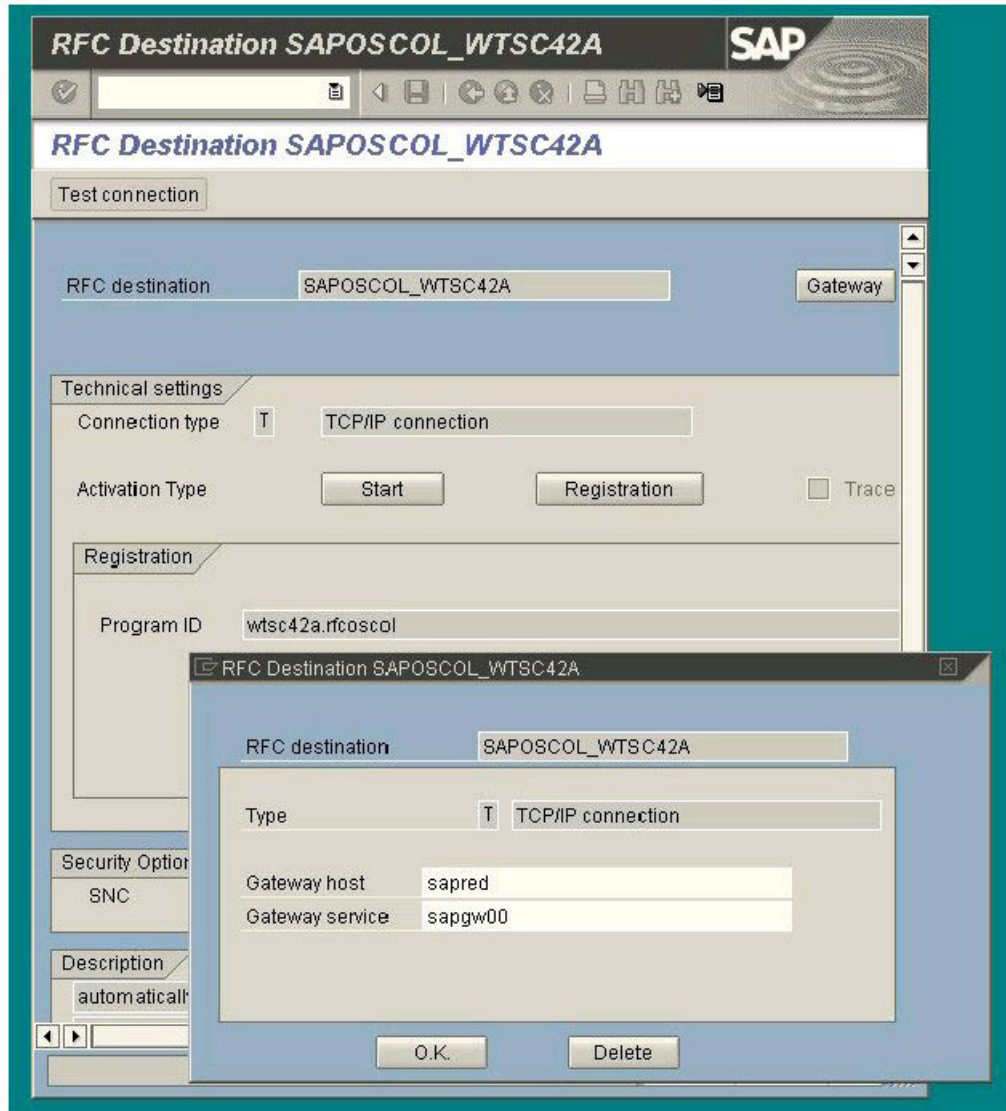 RFC Destination SAPOSCOL_WTSC42A
SAP
RFC Destination SAPOSCOL_WTSC42A
Test connection
RFC destination SAPOSCOL_WTSC42A Gateway
Technical settings
Connection type T TCP/IP connection
Activation Type Start Registration Trace
Registration
Program ID wtsc42a.rfcoscol
RFC Destination SAPOSCOL_WTSC42A
RFC destination SAPOSCOL_WTSC42A
Type T TCP/IP connection
Security Option
SNC
Gateway host sapred
Gateway service sapgw00
Description
automaticall
O.K. Delete